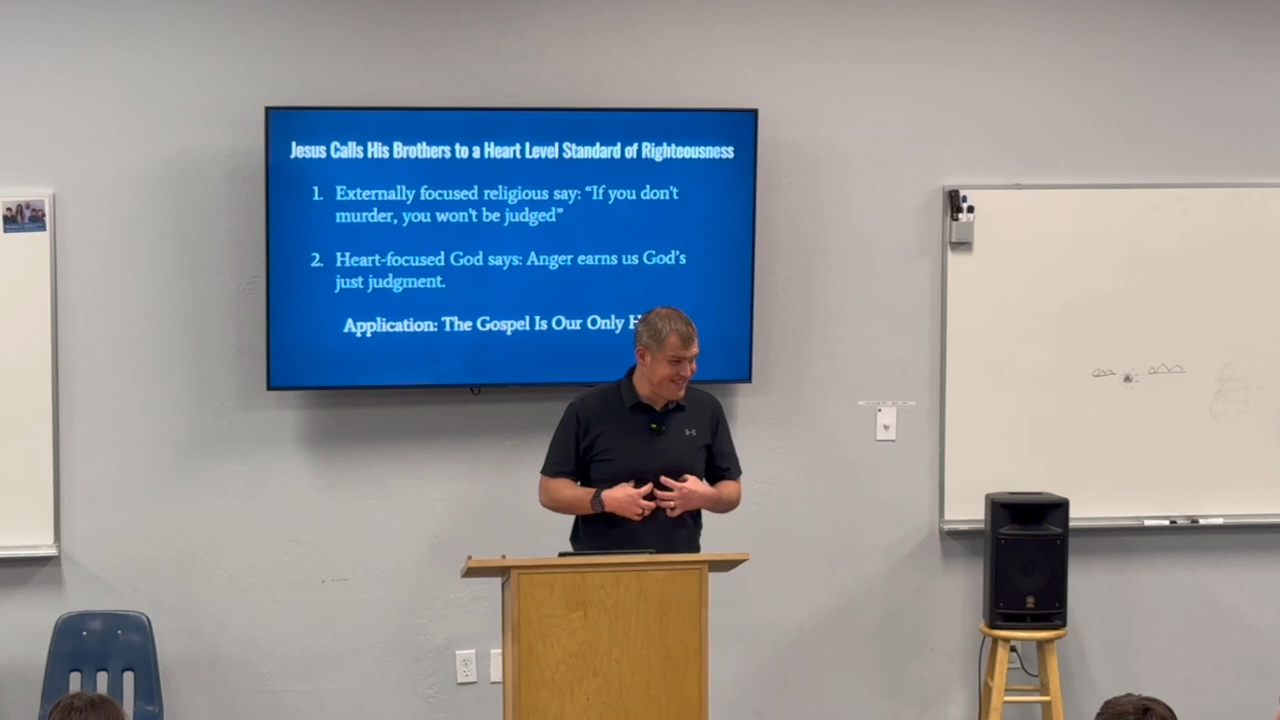 Jesus Calls His Brothers to a Heart Level Standard of Righteousness
1. Externally focused religious say: “If you don't
murder, you won't be judged”
2. Heart-focused God says: Anger earns us God’s
just judgment.
Application: The Gospel Is Our Only